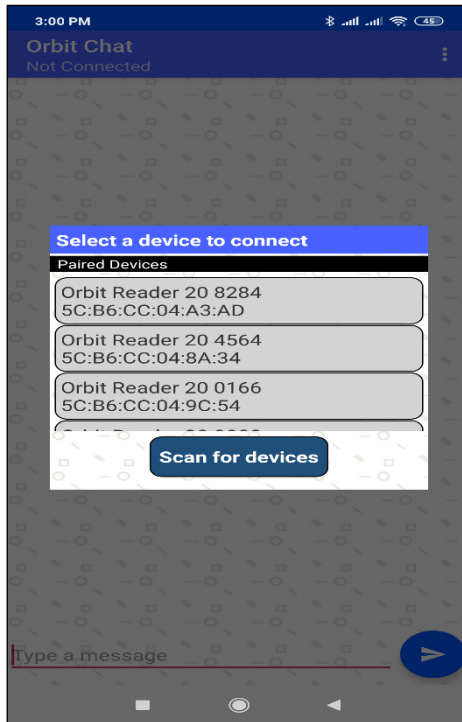 3:00 PM
45
Orbit Chat
Not Connected
Select a device to connect
Paired Devices
Orbit Reader 20 8284
5C:B6:CC:04:A3:AD
Orbit Reader 20 4564
5C:B6:CC:04:8A:34
Orbit Reader 20 0166
5C:B6:CC:04:9C:54
Scan for devices
Type a message